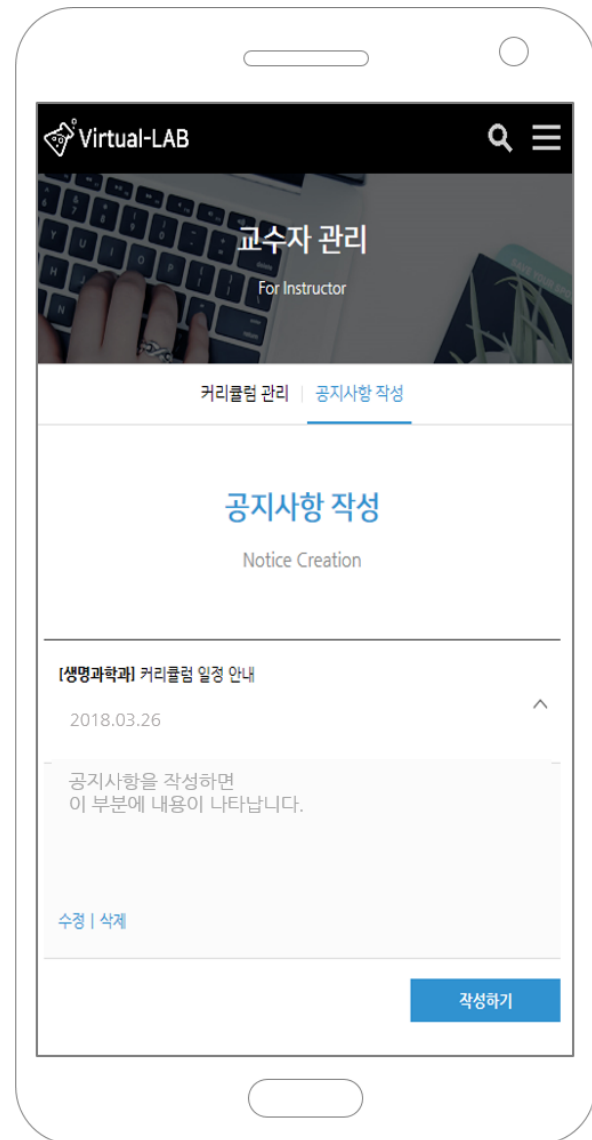 Virtual-LAB
교수자 관리
For Instructor
커리큘럼 관리 | 공지사항 작성
공지사항 작성
Notice Creation
[생명과학과] 커리큘럼 일정 안내
2018.03.26
공지사항을 작성하면
이 부분에 내용이 나타납니다.
수정 | 삭제
작성하기